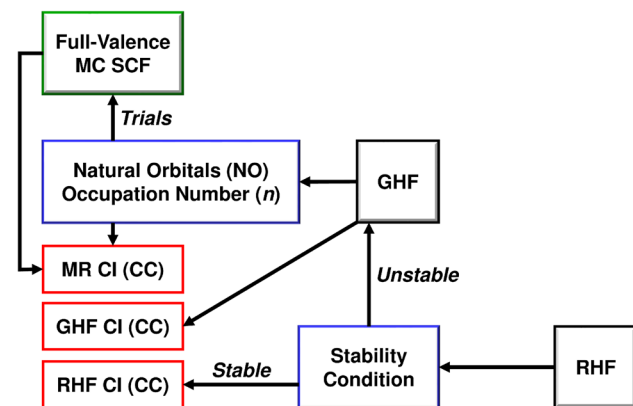 Full-Valence
MC SCF
Trials
Natural Orbitals (NO)
Occupation Number (n)
GHF
MR CI (CC)
Unstable
GHF CI (CC)
Stability
Condition
RHF
Stable
RHF CI (CC)